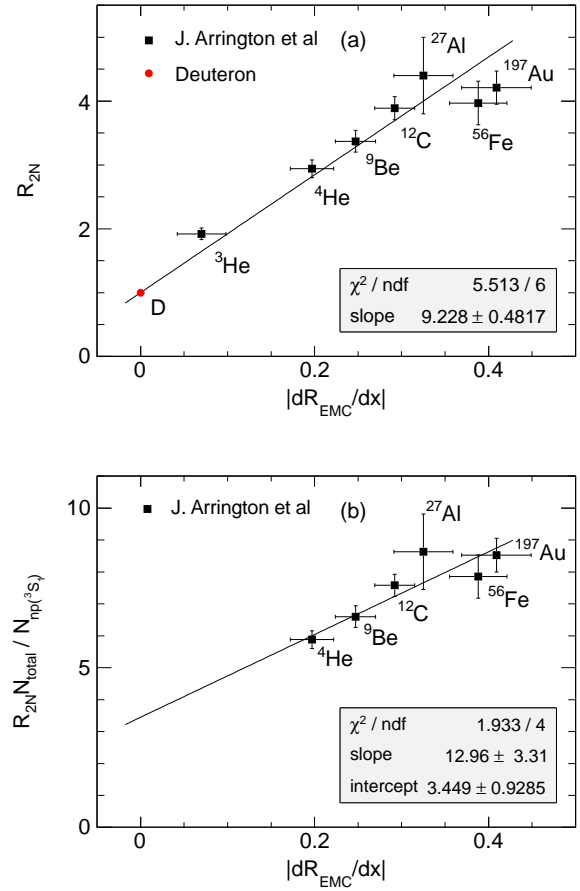 J. Arrington et al
(a)
Deuteron
27Al
197Au
12C
56Fe
9Be
4He
3He
D
χ2 / ndf 5.513 / 6
slope 9.228 ± 0.4817
0
2
4
R2N
0 0.2 0.4
|dREMC/dx|
J. Arrington et al
(b)
27Al
197Au
56Fe
12C
9Be
4He
χ2 / ndf 1.933 / 4
slope 12.96 ± 3.31
intercept 3.449 ± 0.9285
0
5
10
R2NNtotal / Nnp(3S1)
0 0.2 0.4
|dREMC/dx|